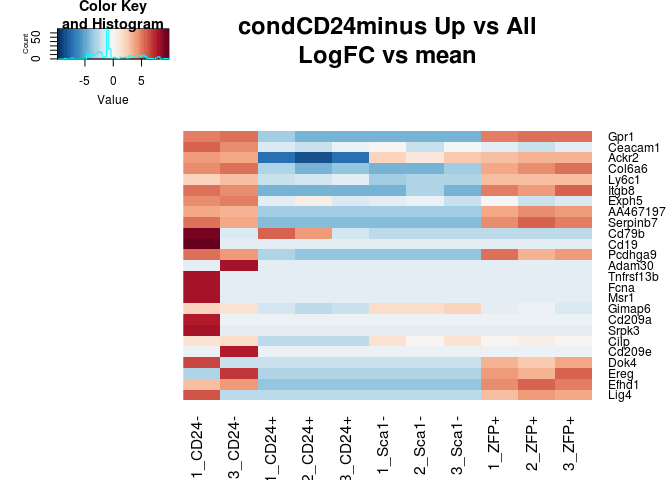 Color Key
and Histogram
Count
0 50
-5 0 5
Value
condCD24minus Up vs All
LogFC vs mean
Gpr1
Ceacam1
Ackr2
Col6a6
Ly6c1
Itgb8
Exph5
AA467197
Serpinb7
Cd79b
Cd19
Pcdhga9
Adam30
Tnfrsf13b
Fcna
Msr1
Gimap6
Cd209a
Srpk3
Cilp
Cd209e
Dok4
Ereg
Efhd1
Lig4
1_CD24-
3_CD24-
1_CD24+
2_CD24+
3_CD24+
1_Sca1-
2_Sca1-
3_Sca1-
1_ZFP+
2_ZFP+
3_ZFP+